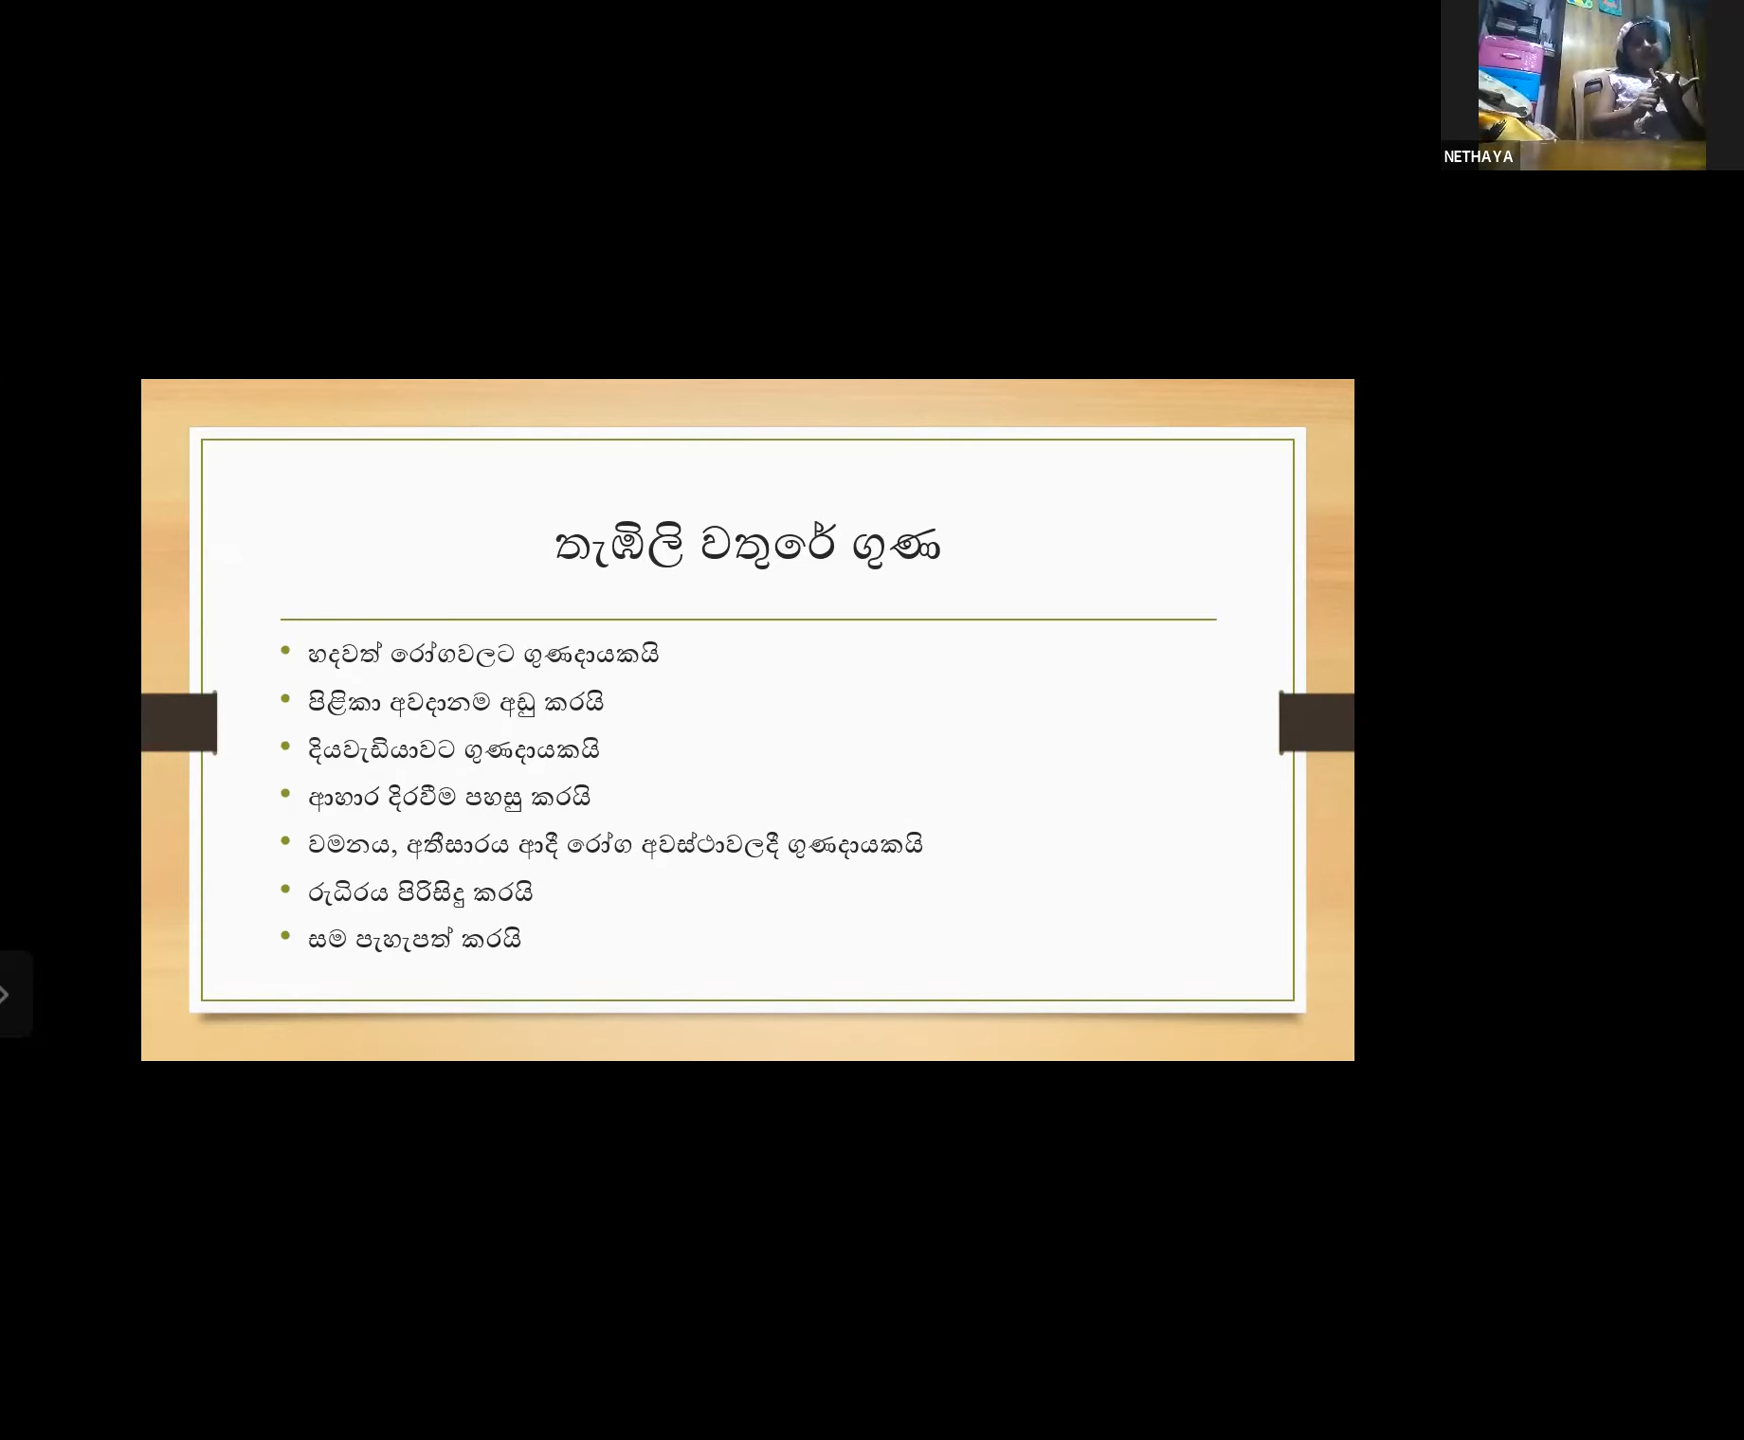 NETHAYA
තැඹිලි වතුරේ ගුණ
• හදවත් රෝගවලට ගුණදායකයි
• පිළිකා අවදානම අඩු කරයි
• දියවැඩියාවට ගුණදායකයි
• ආහාර දිරවීම පහසු කරයි
• වමනය, අතීසාරය ආදී රෝග අවස්ථාවලදී ගුණදායකයි
• රුධිරය පිරිසිදු කරයි
• සම පැහැපත් කරයි